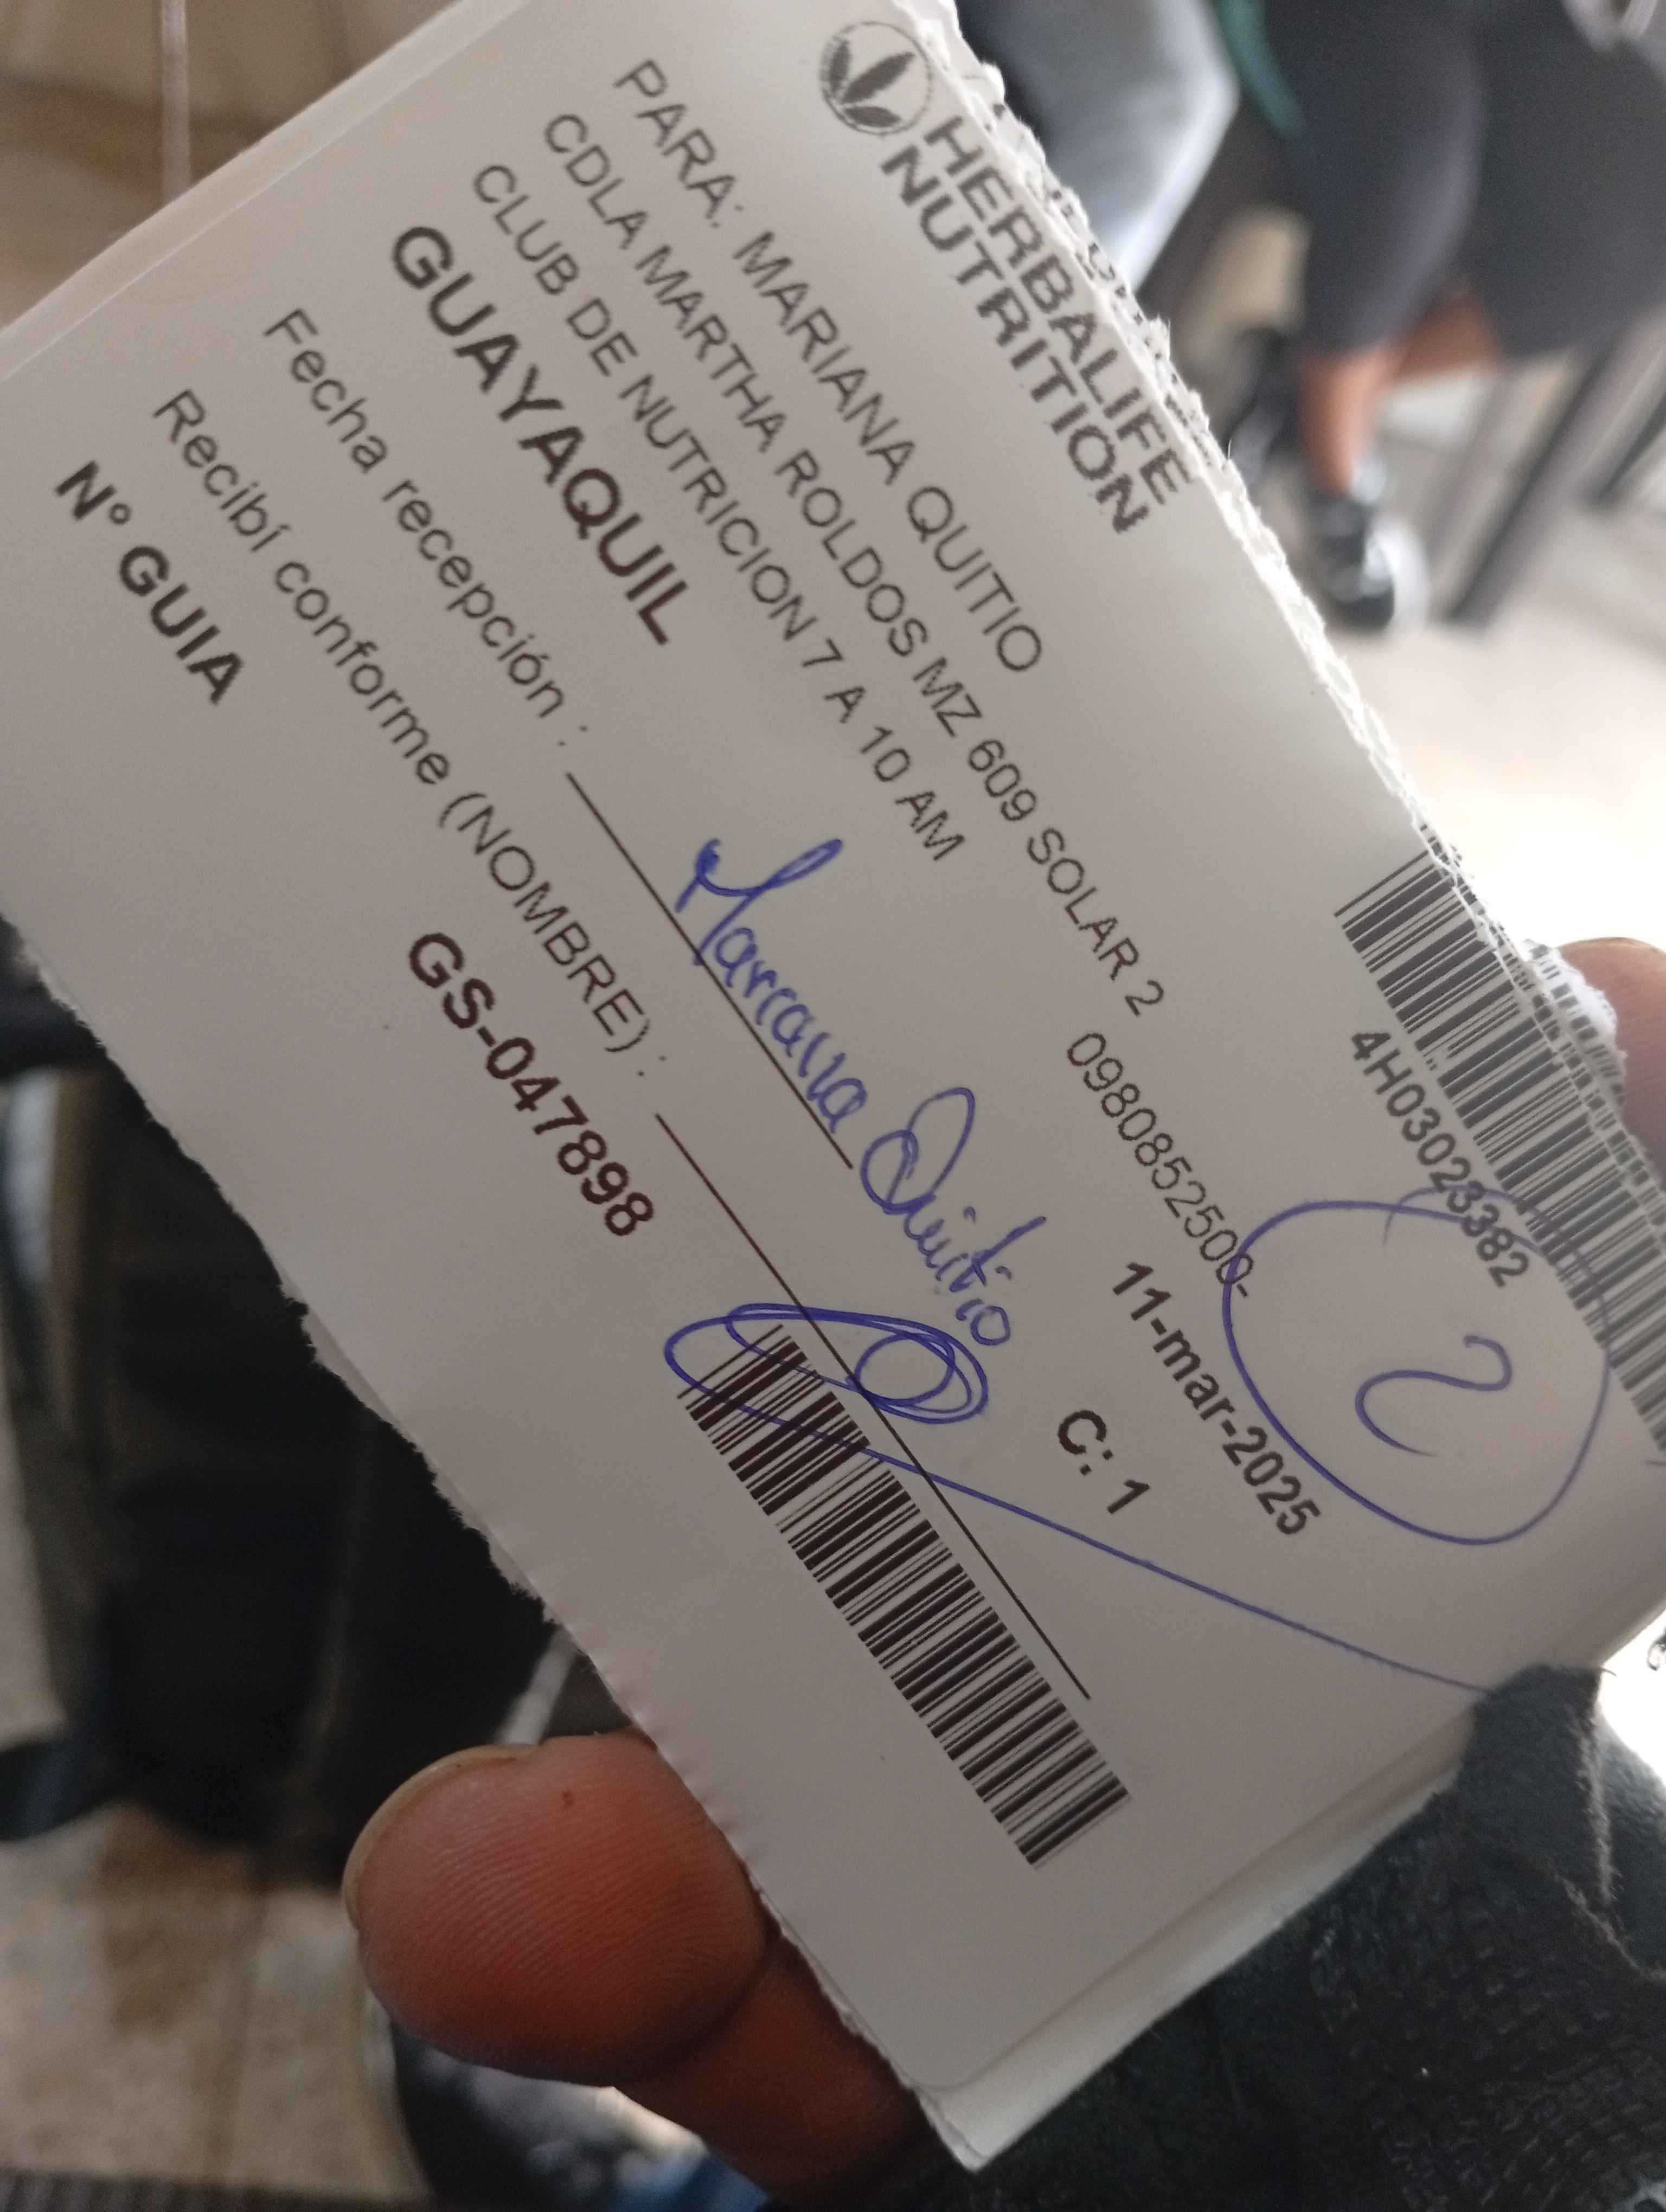 HERBALIFE
NUTRITION
4H03023382
2
PARA: MARIANA QUITIO
CDLA MARTHA ROLDOS MZ 609 SOLAR 2
0980852500-
CLUB DE NUTRICION 7 A 10 AM
11-mar-2025
GUAYAQUIL
C: 1
Fecha recepción :
Mariana Quitio
Recibí conforme (NOMBRE) :
N° GUIA
GS-047898